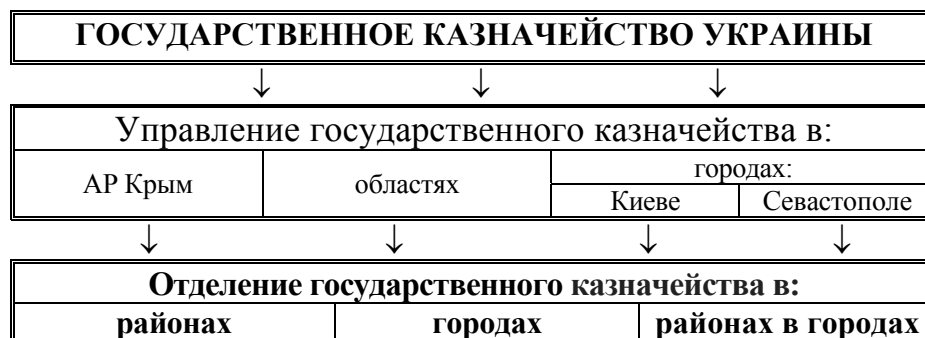 ГОСУДАРСТВЕННОЕ КАЗНАЧЕЙСТВО УКРАИНЫ
↓ ↓ ↓
Управление государственного казначейства в:
АР Крым областях городах:
Киеве Севастополе
↓ ↓ ↓ ↓
Отделение государственного казначейства в:
районах городах районах в городах